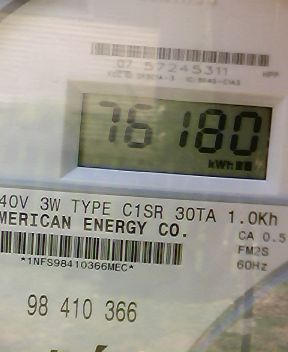 07 57245311 HPP
76180
kWh
40V 3W TYPE C1SR 30TA 1.0Kh
MERICAN ENERGY CO.
CA 0.5
*1NFS98410366MEC*
FM2S
60Hz
98 410 366